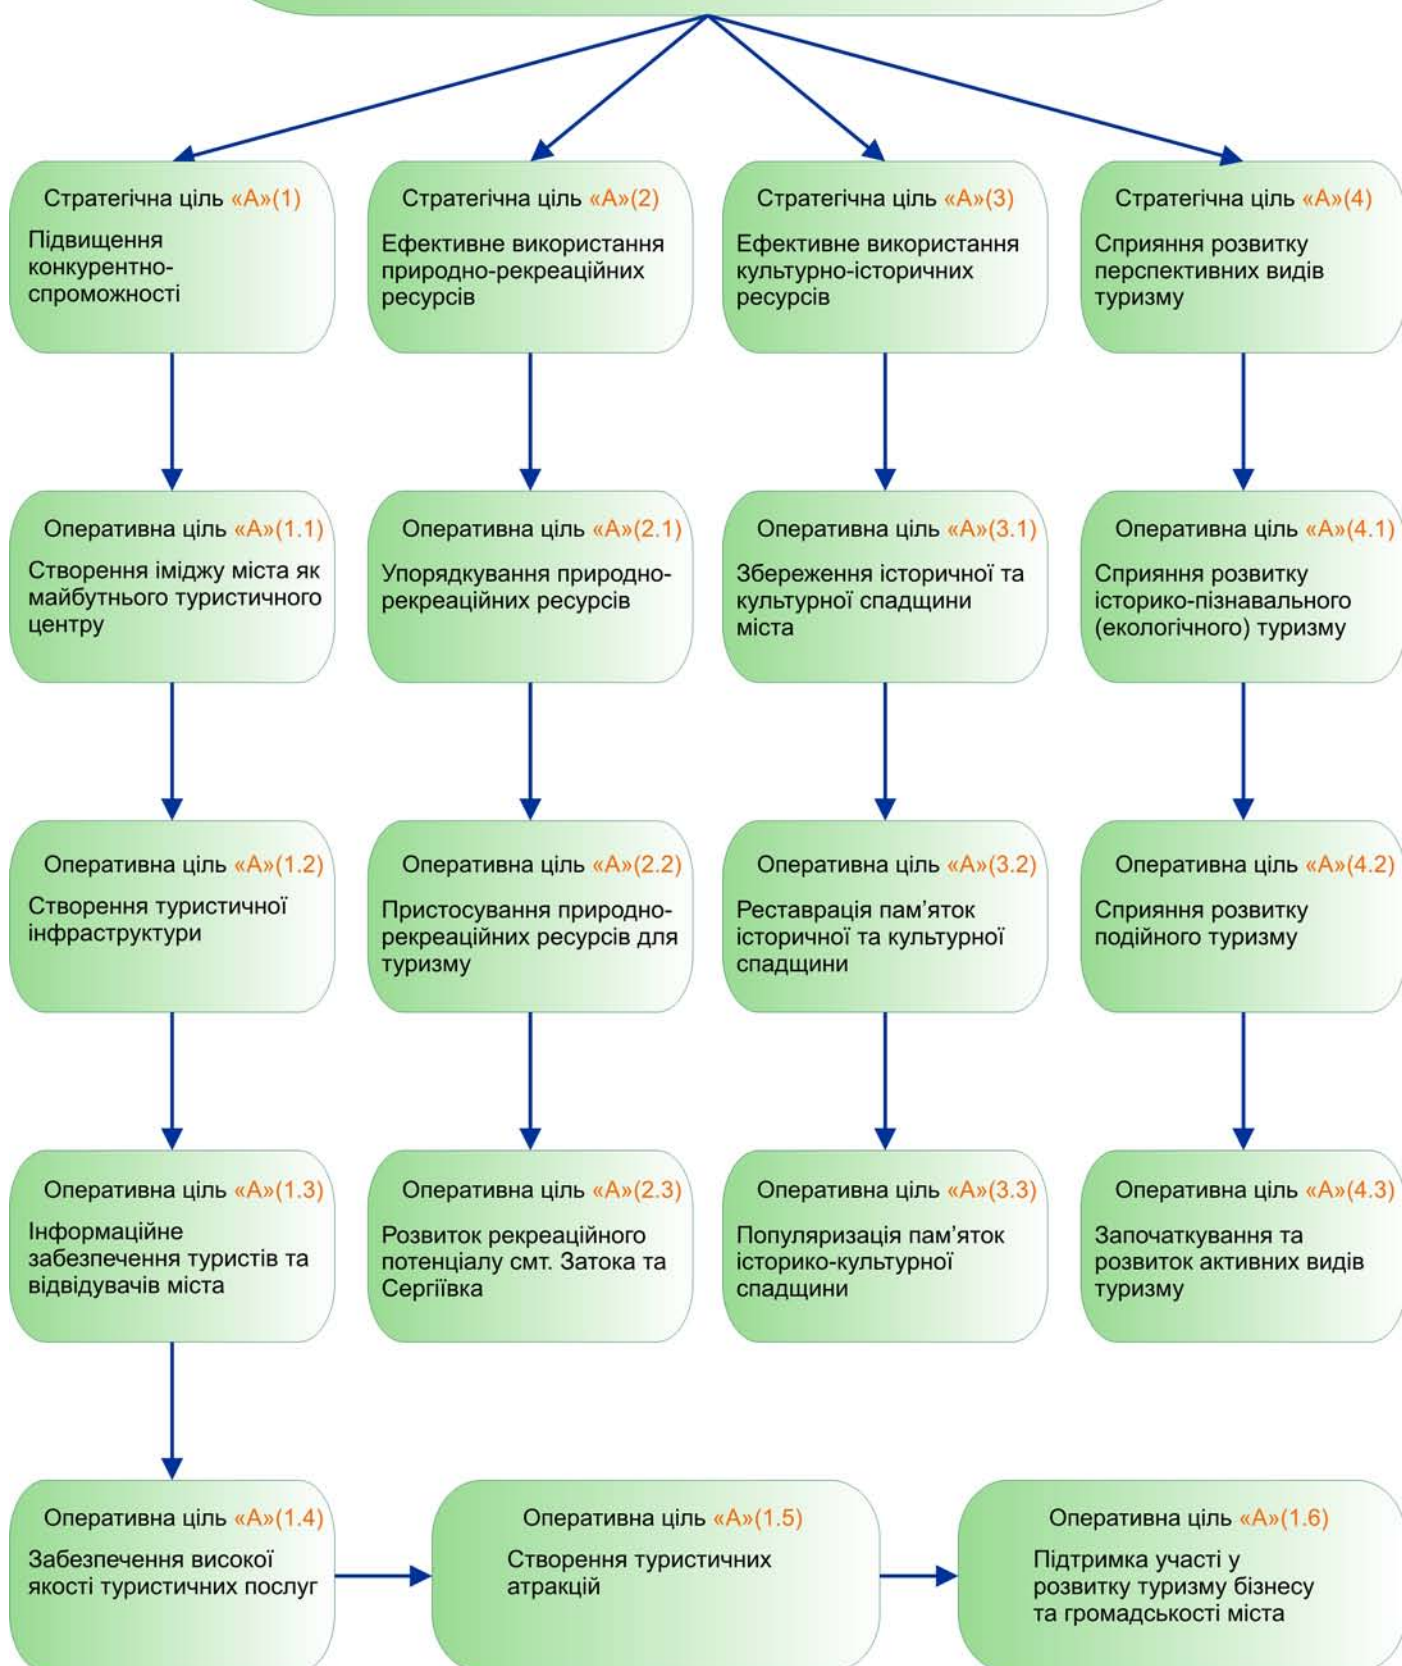 Стратегічна ціль «А»(1)
Підвищення
конкурентно-
спроможності
Стратегічна ціль «А»(2)
Ефективне використання
природно-рекреаційних
ресурсів
Стратегічна ціль «А»(3)
Ефективне використання
культурно-історичних
ресурсів
Стратегічна ціль «А»(4)
Сприяння розвитку
перспективних видів
туризму
Оперативна ціль «А»(1.1)
Створення іміджу міста як
майбутнього туристичного
центру
Оперативна ціль «А»(2.1)
Упорядкування природно-
рекреаційних ресурсів
Оперативна ціль «А»(3.1)
Збереження історичної та
культурної спадщини
міста
Оперативна ціль «А»(4.1)
Сприяння розвитку
історико-пізнавального
(екологічного) туризму
Оперативна ціль «А»(1.2)
Створення туристичної
інфраструктури
Оперативна ціль «А»(2.2)
Пристосування природно-
рекреаційних ресурсів для
туризму
Оперативна ціль «А»(3.2)
Реставрація пам’яток
історичної та культурної
спадщини
Оперативна ціль «А»(4.2)
Сприяння розвитку
подійного туризму
Оперативна ціль «А»(1.3)
Інформаційне
забезпечення туристів та
відвідувачів міста
Оперативна ціль «А»(2.3)
Розвиток рекреаційного
потенціалу смт. Затока та
Сергіївка
Оперативна ціль «А»(3.3)
Популяризація пам’яток
історико-культурної
спадщини
Оперативна ціль «А»(4.3)
Започаткування та
розвиток активних видів
туризму
Оперативна ціль «А»(1.4)
Забезпечення високої
якості туристичних послуг
Оперативна ціль «А»(1.5)
Створення туристичних
атракцій
Оперативна ціль «А»(1.6)
Підтримка участі у
розвитку туризму бізнесу
та громадськості міста